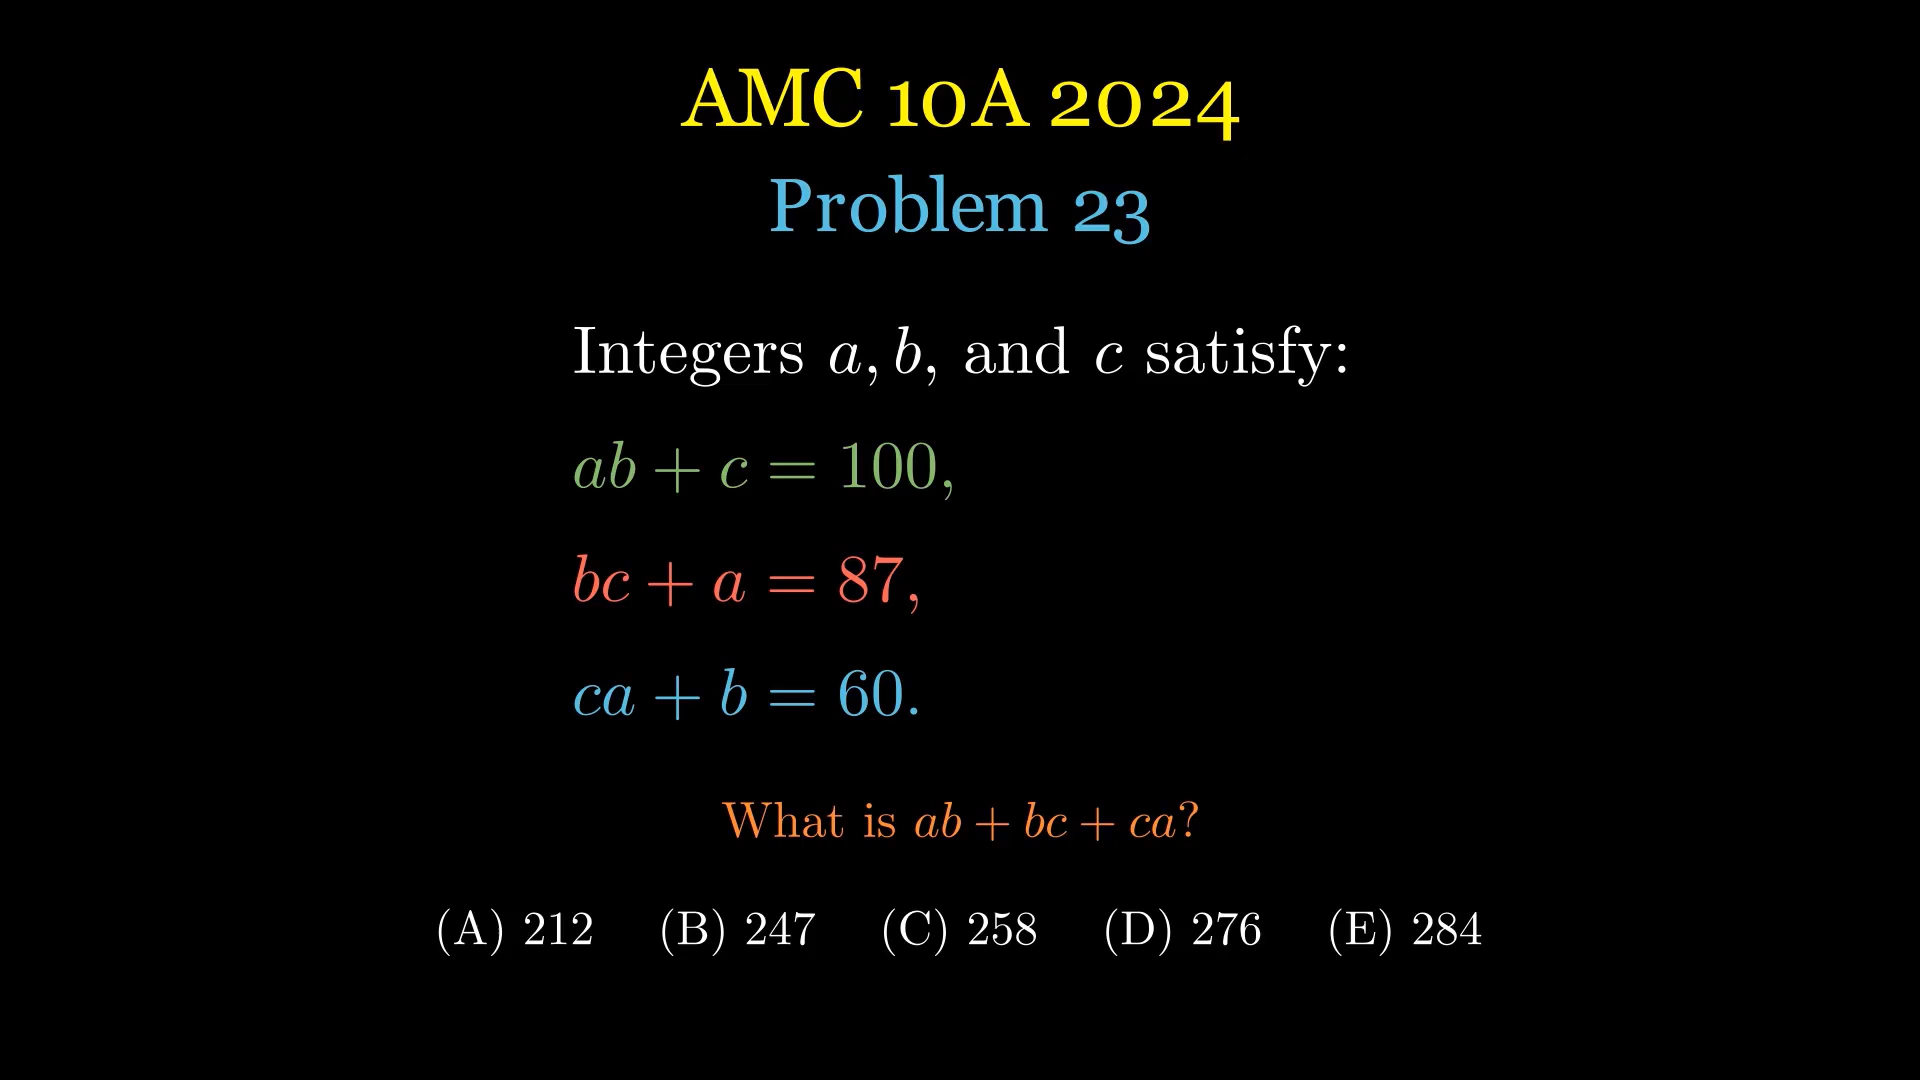 AMC 10A 2024
Problem 23
Integers a, b, and c satisfy:
ab + c = 100,
bc + a = 87,
ca + b = 60.
What is ab + bc + ca?
(A) 212 (B) 247 (C) 258 (D) 276 (E) 284